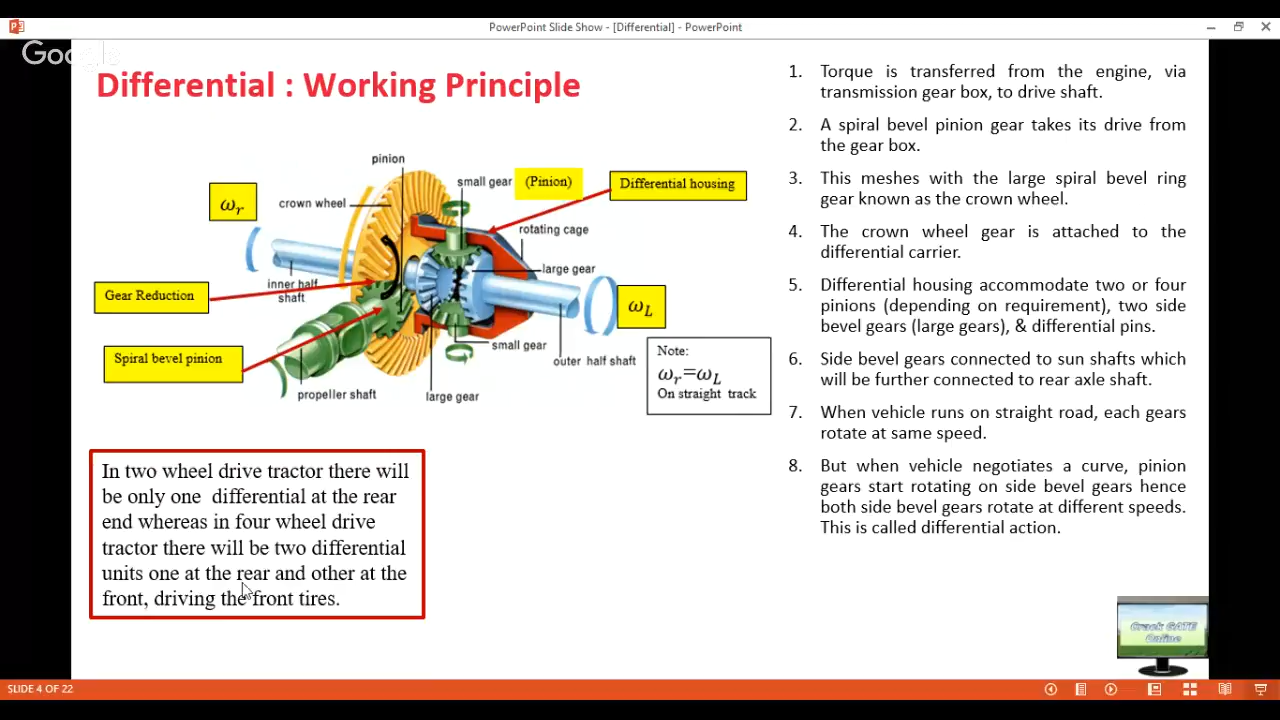 PowerPoint Slide Show - [Differential] - PowerPoint
Google
Differential : Working Principle
pinion
small gear
(Pinion)
Differential housing
ωr
crown wheel
rotating cage
large gear
inner half
shaft
Gear Reduction
ωL
Spiral bevel pinion
small gear
outer half shaft
propeller shaft
large gear
Note:
ωr=ωL
On straight track
In two wheel drive tractor there will
be only one differential at the rear
end whereas in four wheel drive
tractor there will be two differential
units one at the rear and other at the
front, driving the front tires.
1. Torque is transferred from the engine, via
transmission gear box, to drive shaft.
2. A spiral bevel pinion gear takes its drive from
the gear box.
3. This meshes with the large spiral bevel ring
gear known as the crown wheel.
4. The crown wheel gear is attached to the
differential carrier.
5. Differential housing accommodate two or four
pinions (depending on requirement), two side
bevel gears (large gears), & differential pins.
6. Side bevel gears connected to sun shafts which
will be further connected to rear axle shaft.
7. When vehicle runs on straight road, each gears
rotate at same speed.
8. But when vehicle negotiates a curve, pinion
gears start rotating on side bevel gears hence
both side bevel gears rotate at different speeds.
This is called differential action.
Crack GATE
Online
SLIDE 4 OF 22